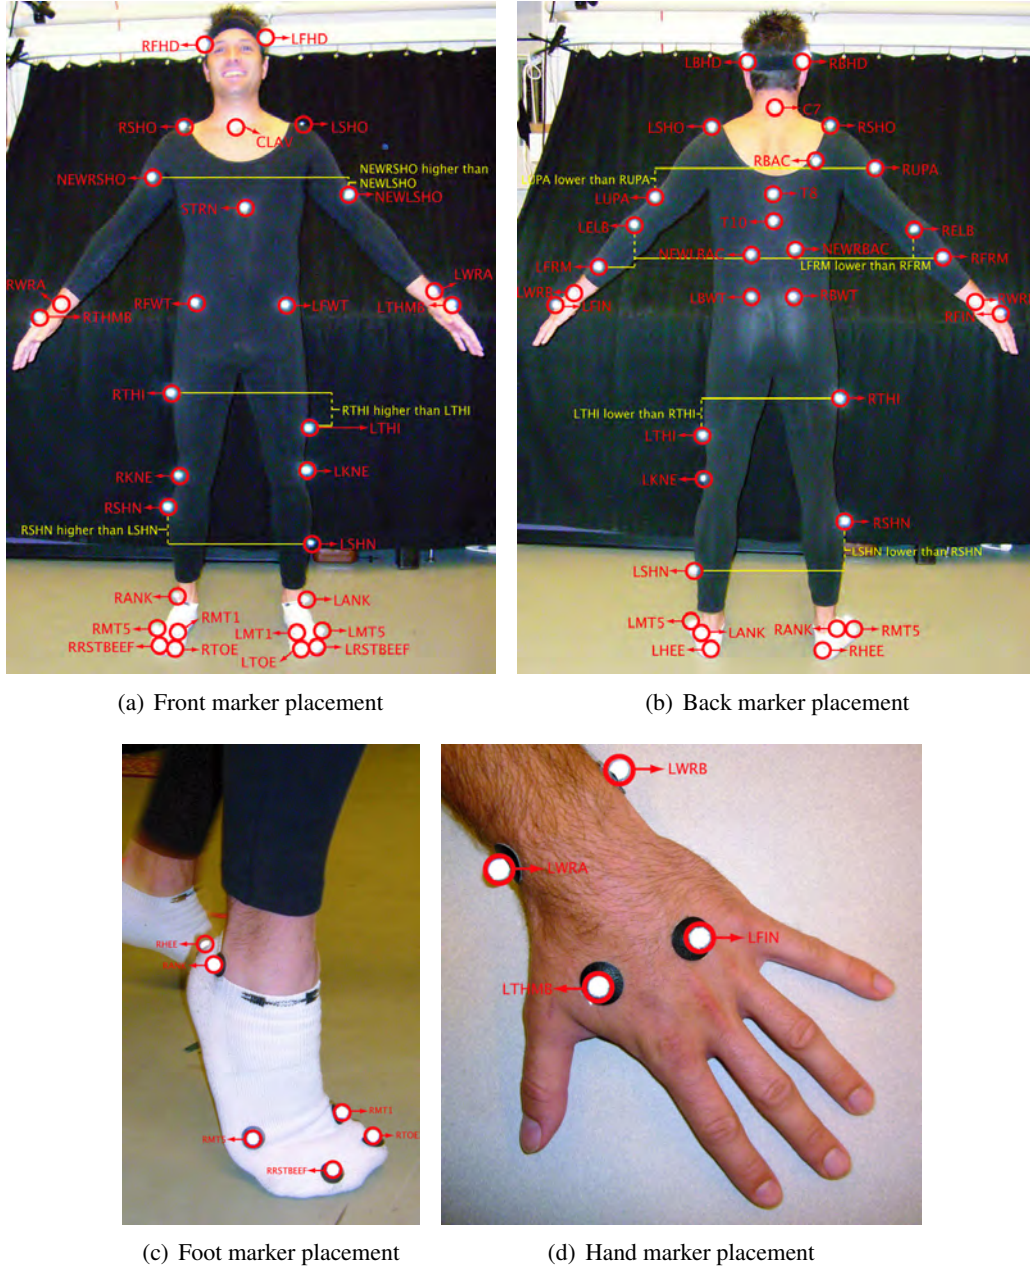 RFHD
LFHD
RSHO
CLAV
LSHO
NEWRSHO higher than
NEWLSHO
NEWRSHO
NEWLSHO
STRN
RWRA
LWRA
RFWT
LFWT
LTHMB
RTHMB
RTHI
RTHI higher than LTHI
LTHI
RKNE
LKNE
RSHN
RSHN higher than LSHN
LSHN
RANK
LANK
RMT1
RMT5
LMT1
LMT5
RRSTBEEF
RTOE
LTOE
LRSTBEEF
(a) Front marker placement
LBHD
RBHD
C7
LSHO
RSHO
RBAC
RUPA
LUPA lower than RUPA
LUPA
T8
T10
LELB
RELB
NEWLBAC
NEWRBAC
LFRM
LFRM lower than RFRM
RFRM
LWRB
LBWT
RBWT
RWRB
LFIN
RFIN
RTHI
LTHI lower than RTHI
LTHI
LKNE
RSHN
LSHN lower than RSHN
LSHN
LMT5
LANK
RANK
RMT5
LHEE
RHEE
(b) Back marker placement
RHEE
RANK
RMT1
RMT5
RTOE
RRSTBEEF
(c) Foot marker placement
LWRB
LWRA
LFIN
LTHMB
(d) Hand marker placement